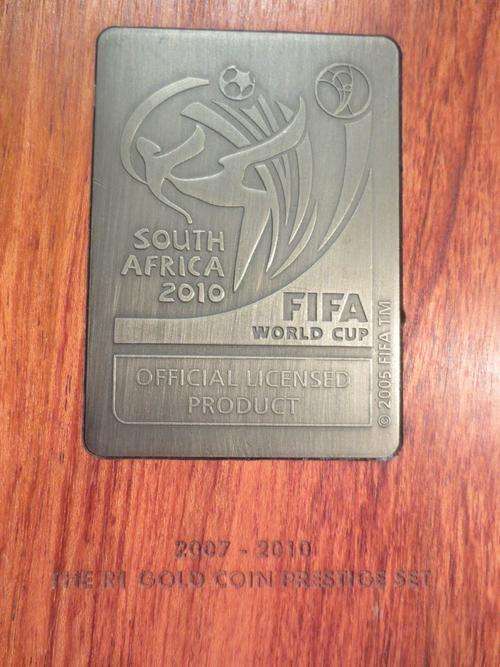 SOUTH
AFRICA
2010
FIFA
WORLD CUP
OFFICIAL LICENSED
PRODUCT
© 2005 FIFA TM
2007 - 2010
THE R1 GOLD COIN PRESTIGE SET